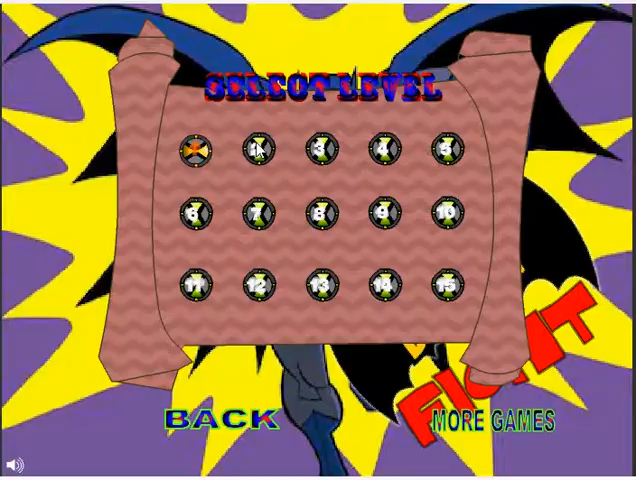 SELECT LEVEL
3 4 5
6 7 8 9 10
11 12 13 14 15
FIGHT
BACK
MORE GAMES